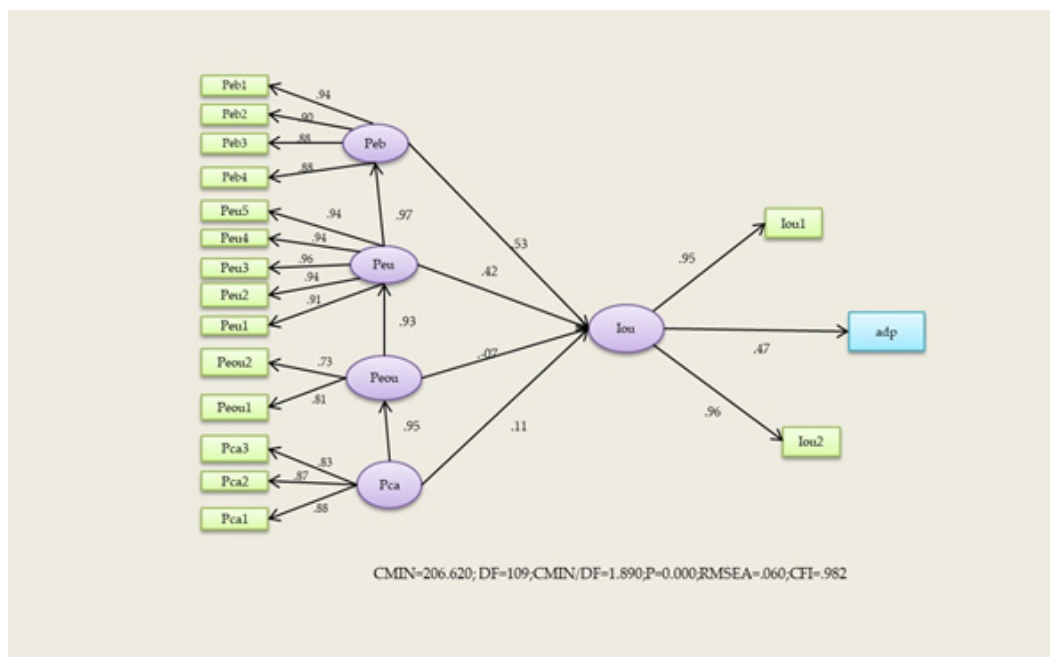 Peb1
.94
Peb2
.90
Peb3
.88
Peb
Peb4
.88
Peu5
.94
.97
Peu4
.94
Peu3
.96
Peu
Peu2
.94
Peu1
.91
.93
.53
.42
Iou1
.95
Iou
adp
.47
Peou2
.73
Peou
-.07
Peou1
.81
.95
.11
.96
Iou2
Pca3
.83
Pca2
.87
Pca
Pca1
.88
CMIN=206.620; DF=109;CMIN/DF=1.890;P=0.000;RMSEA=.060;CFI=.982